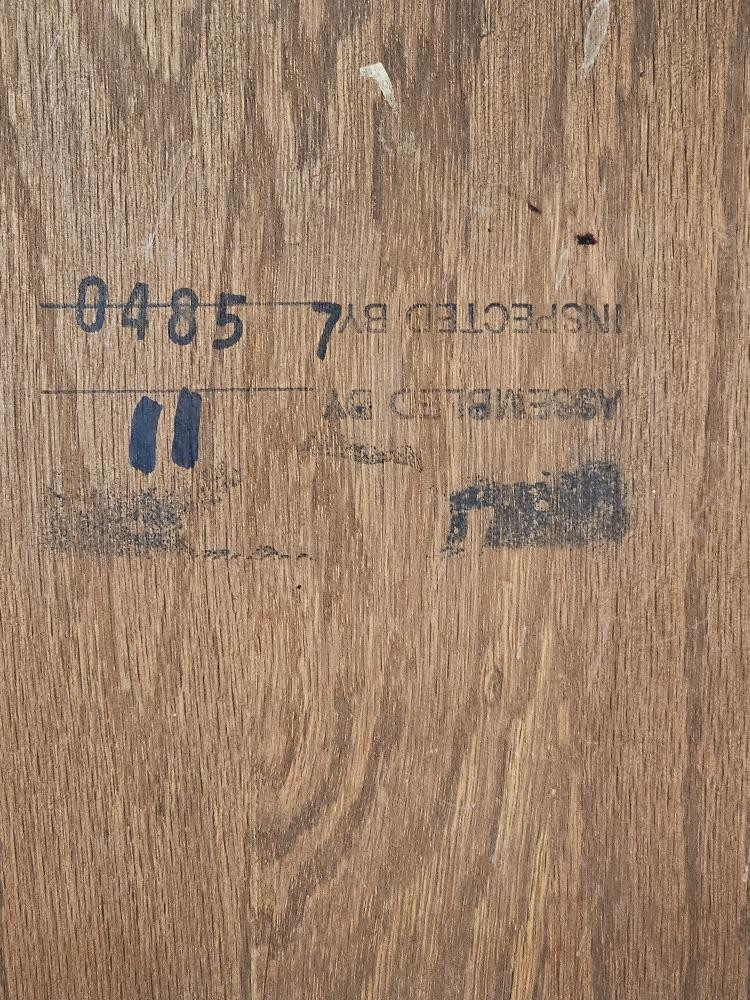 0485 7
INSPECTED BY
ASSEMBLED BY
11